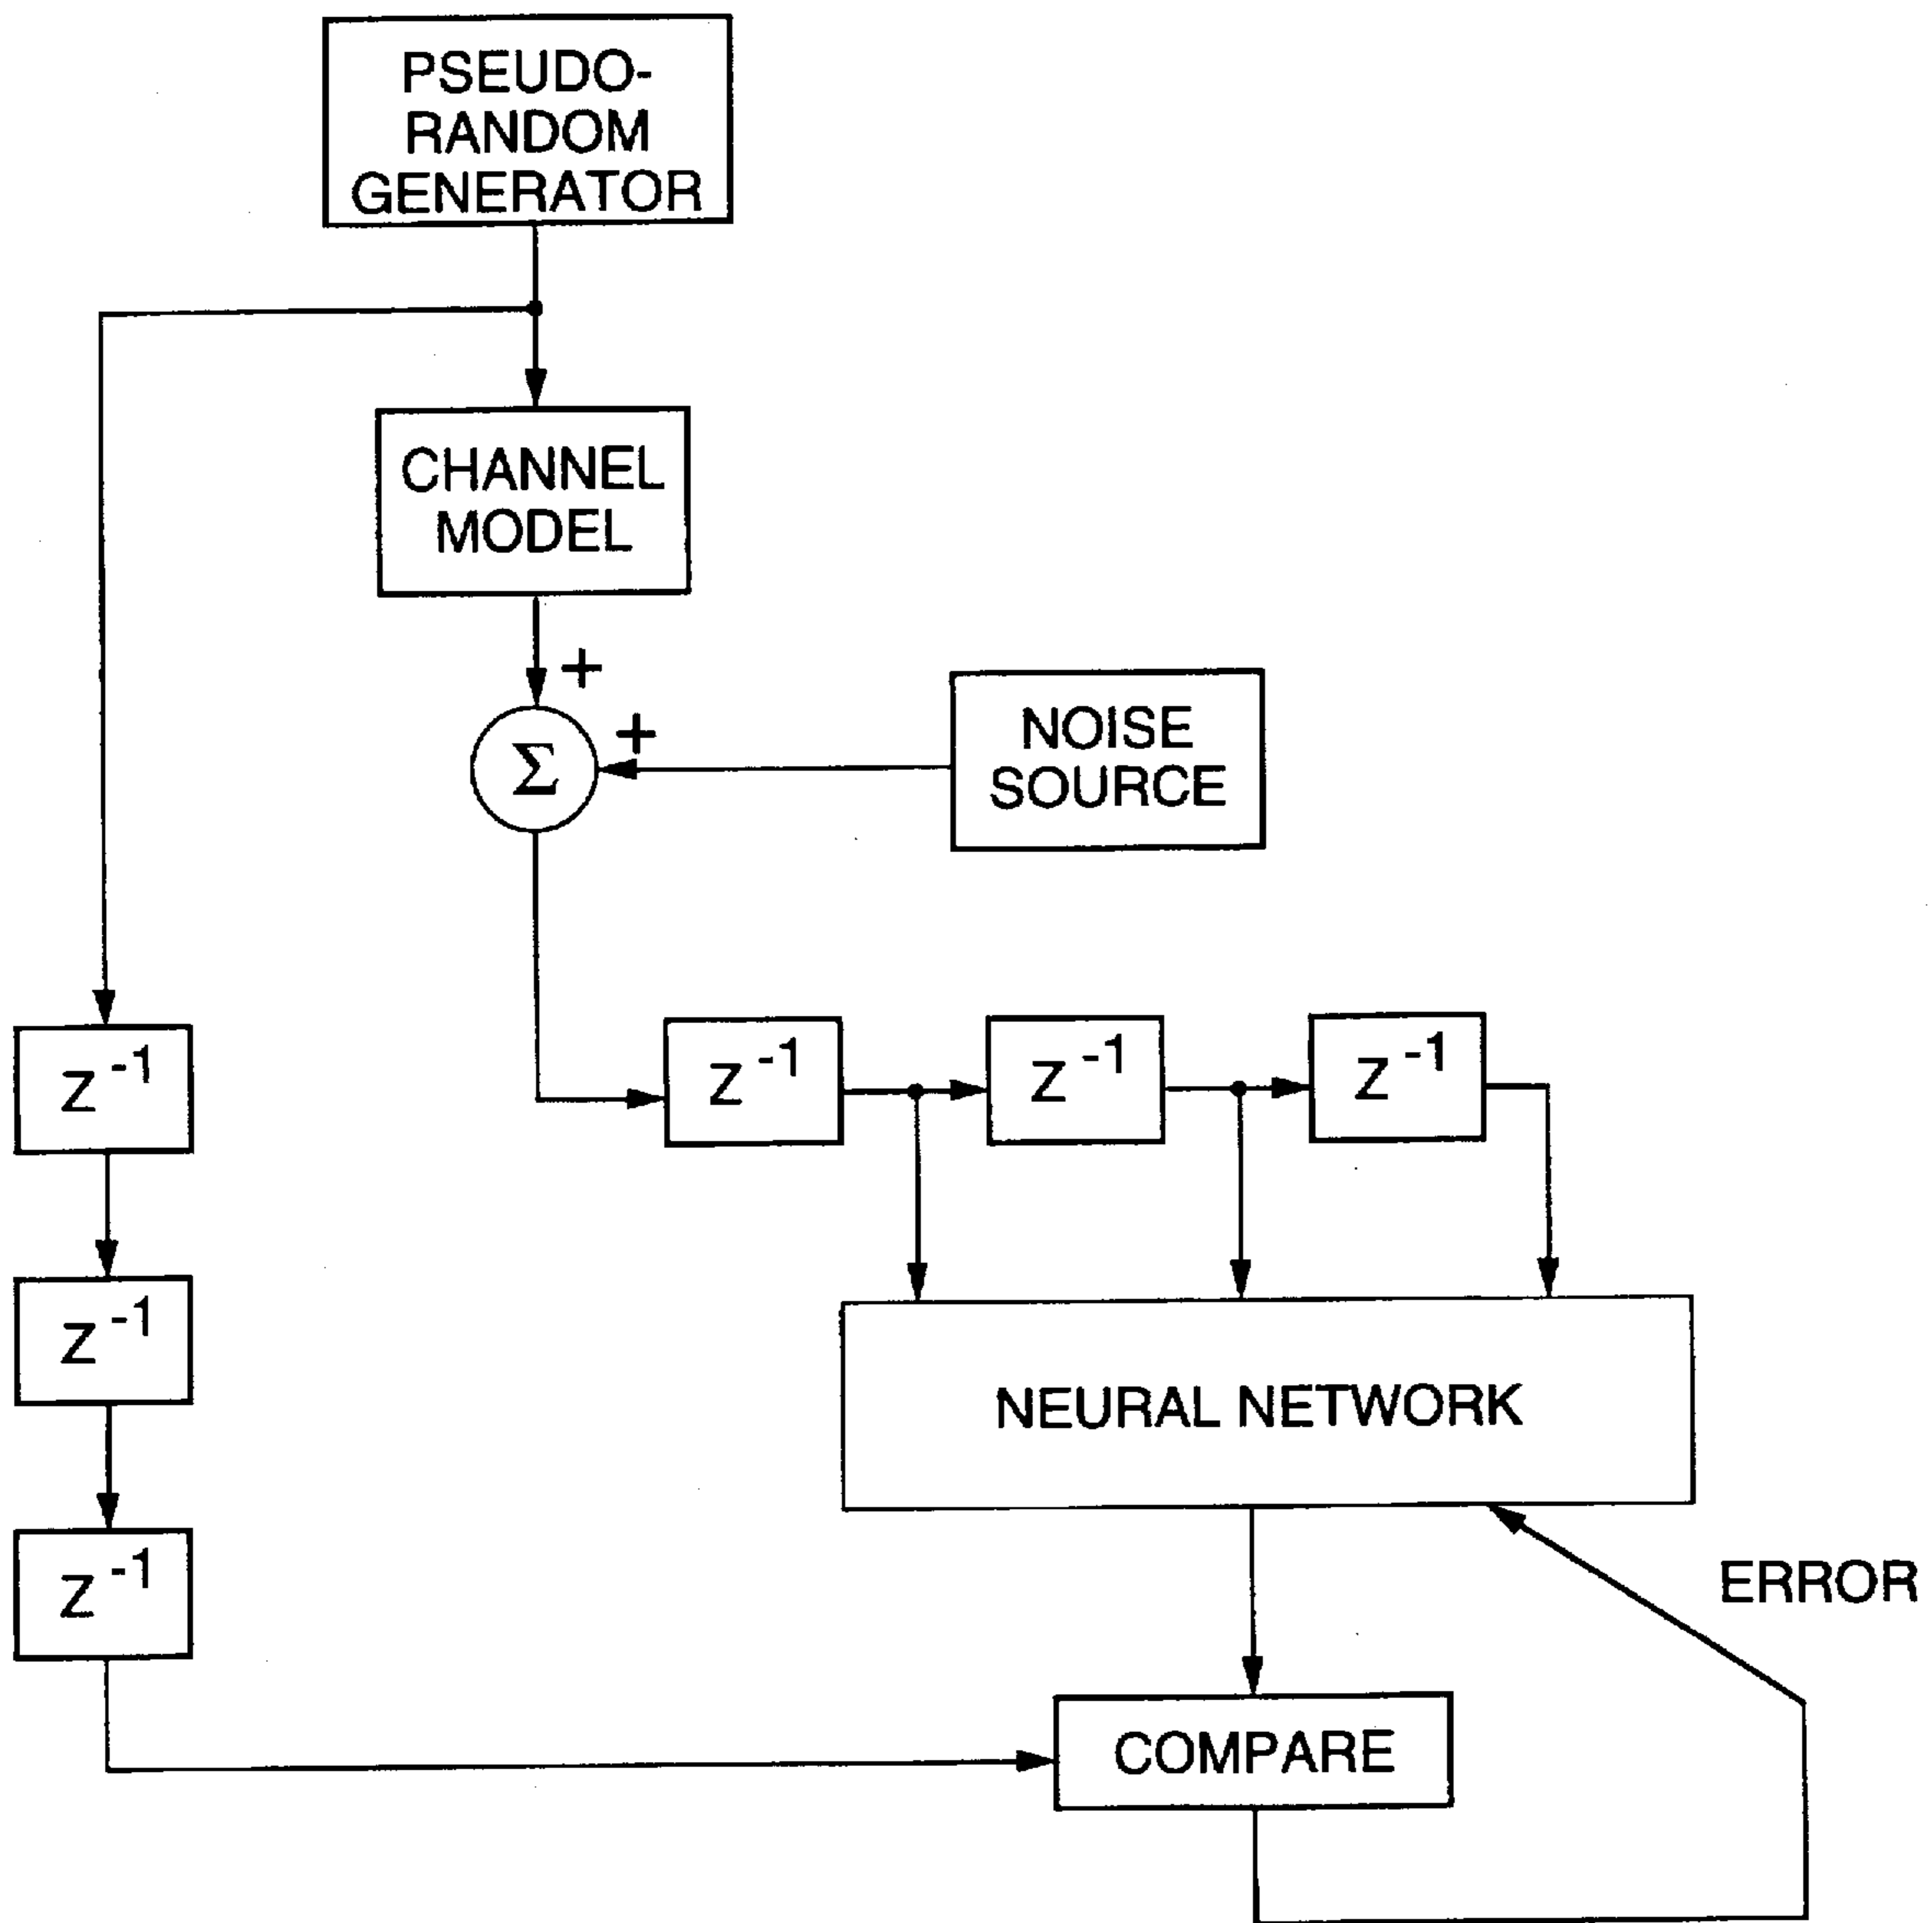 PSEUDO-
RANDOM
GENERATOR
CHANNEL
MODEL
+
+
Σ
NOISE
SOURCE
Z -1
Z -1
Z -1
Z -1
Z -1
Z -1
NEURAL NETWORK
ERROR
COMPARE